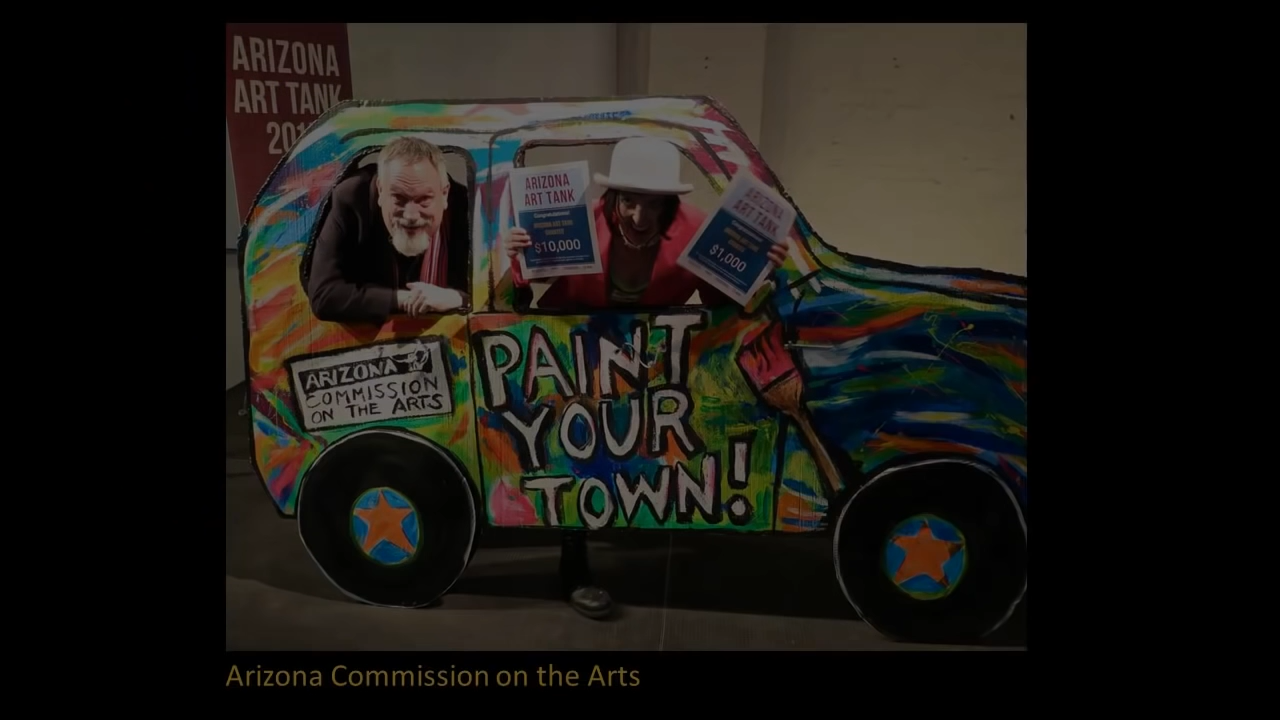 ARIZONA
ART TANK
ARIZONA
ART TANK
Congratulations!
$10,000
ARIZONA
ART TANK
$1,000
PAINT
YOUR
TOWN!
ARIZONA
COMMISSION
ON THE ARTS
Arizona Commission on the Arts